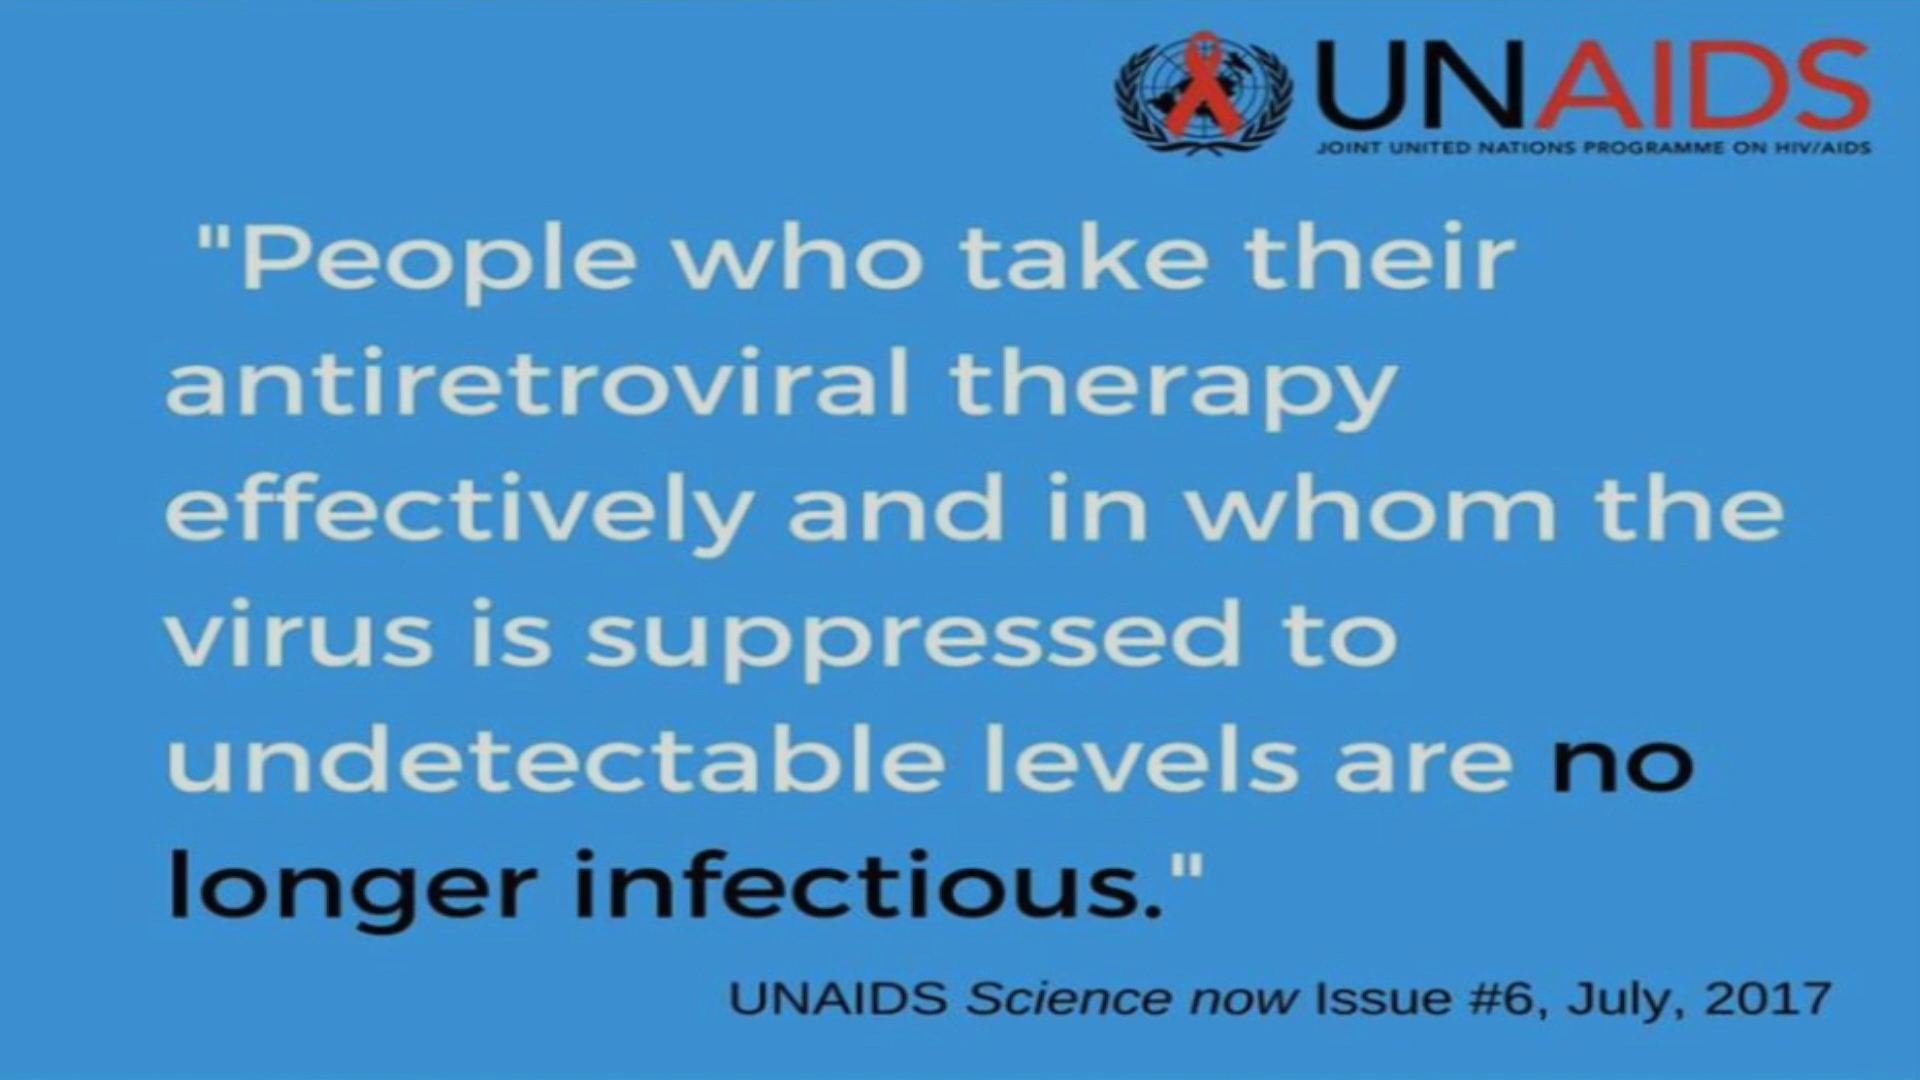 UNAIDS
JOINT UNITED NATIONS PROGRAMME ON HIV/AIDS
"People who take their
antiretroviral therapy
effectively and in whom the
virus is suppressed to
undetectable levels are no
longer infectious."
UNAIDS Science now Issue #6, July, 2017